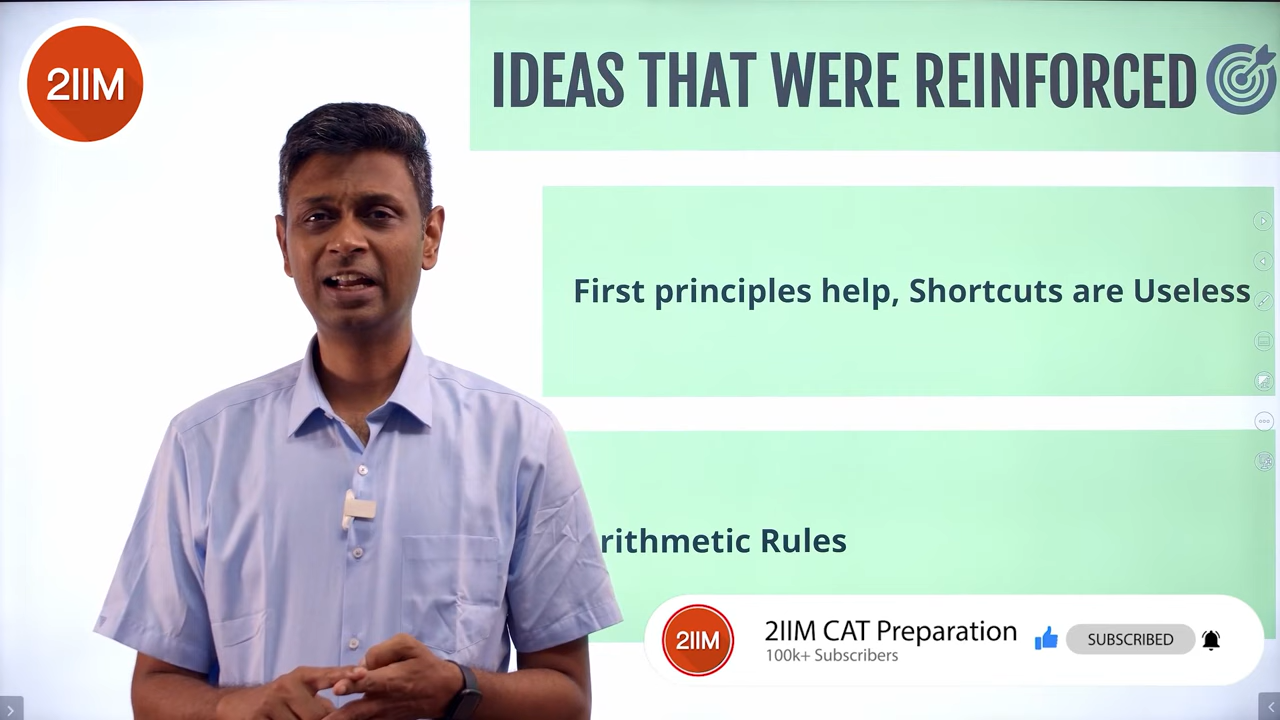 2IIM
IDEAS THAT WERE REINFORCED
First principles help, Shortcuts are Useless
rithmetic Rules
2IIM
2IIM CAT Preparation
100k+ Subscribers
SUBSCRIBED